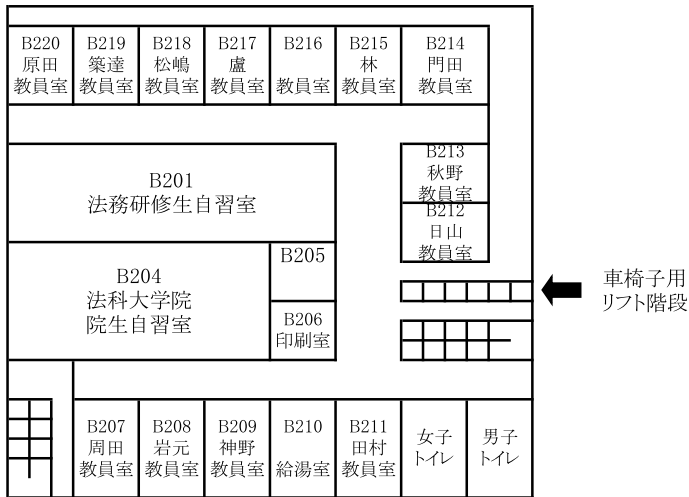 B220
原田
教員室
B219
築達
教員室
B218
松嶋
教員室
B217
盧
教員室
B216
教員室
B215
林
教員室
B214
門田
教員室
B201
法務研修生自習室
B213
秋野
教員室
B212
日山
教員室
B204
法科大学院
院生自習室
B205
B206
印刷室
車椅子用
リフト階段
B207
周田
教員室
B208
岩元
教員室
B209
神野
教員室
B210
給湯室
B211
田村
教員室
女子
トイレ
男子
トイレ